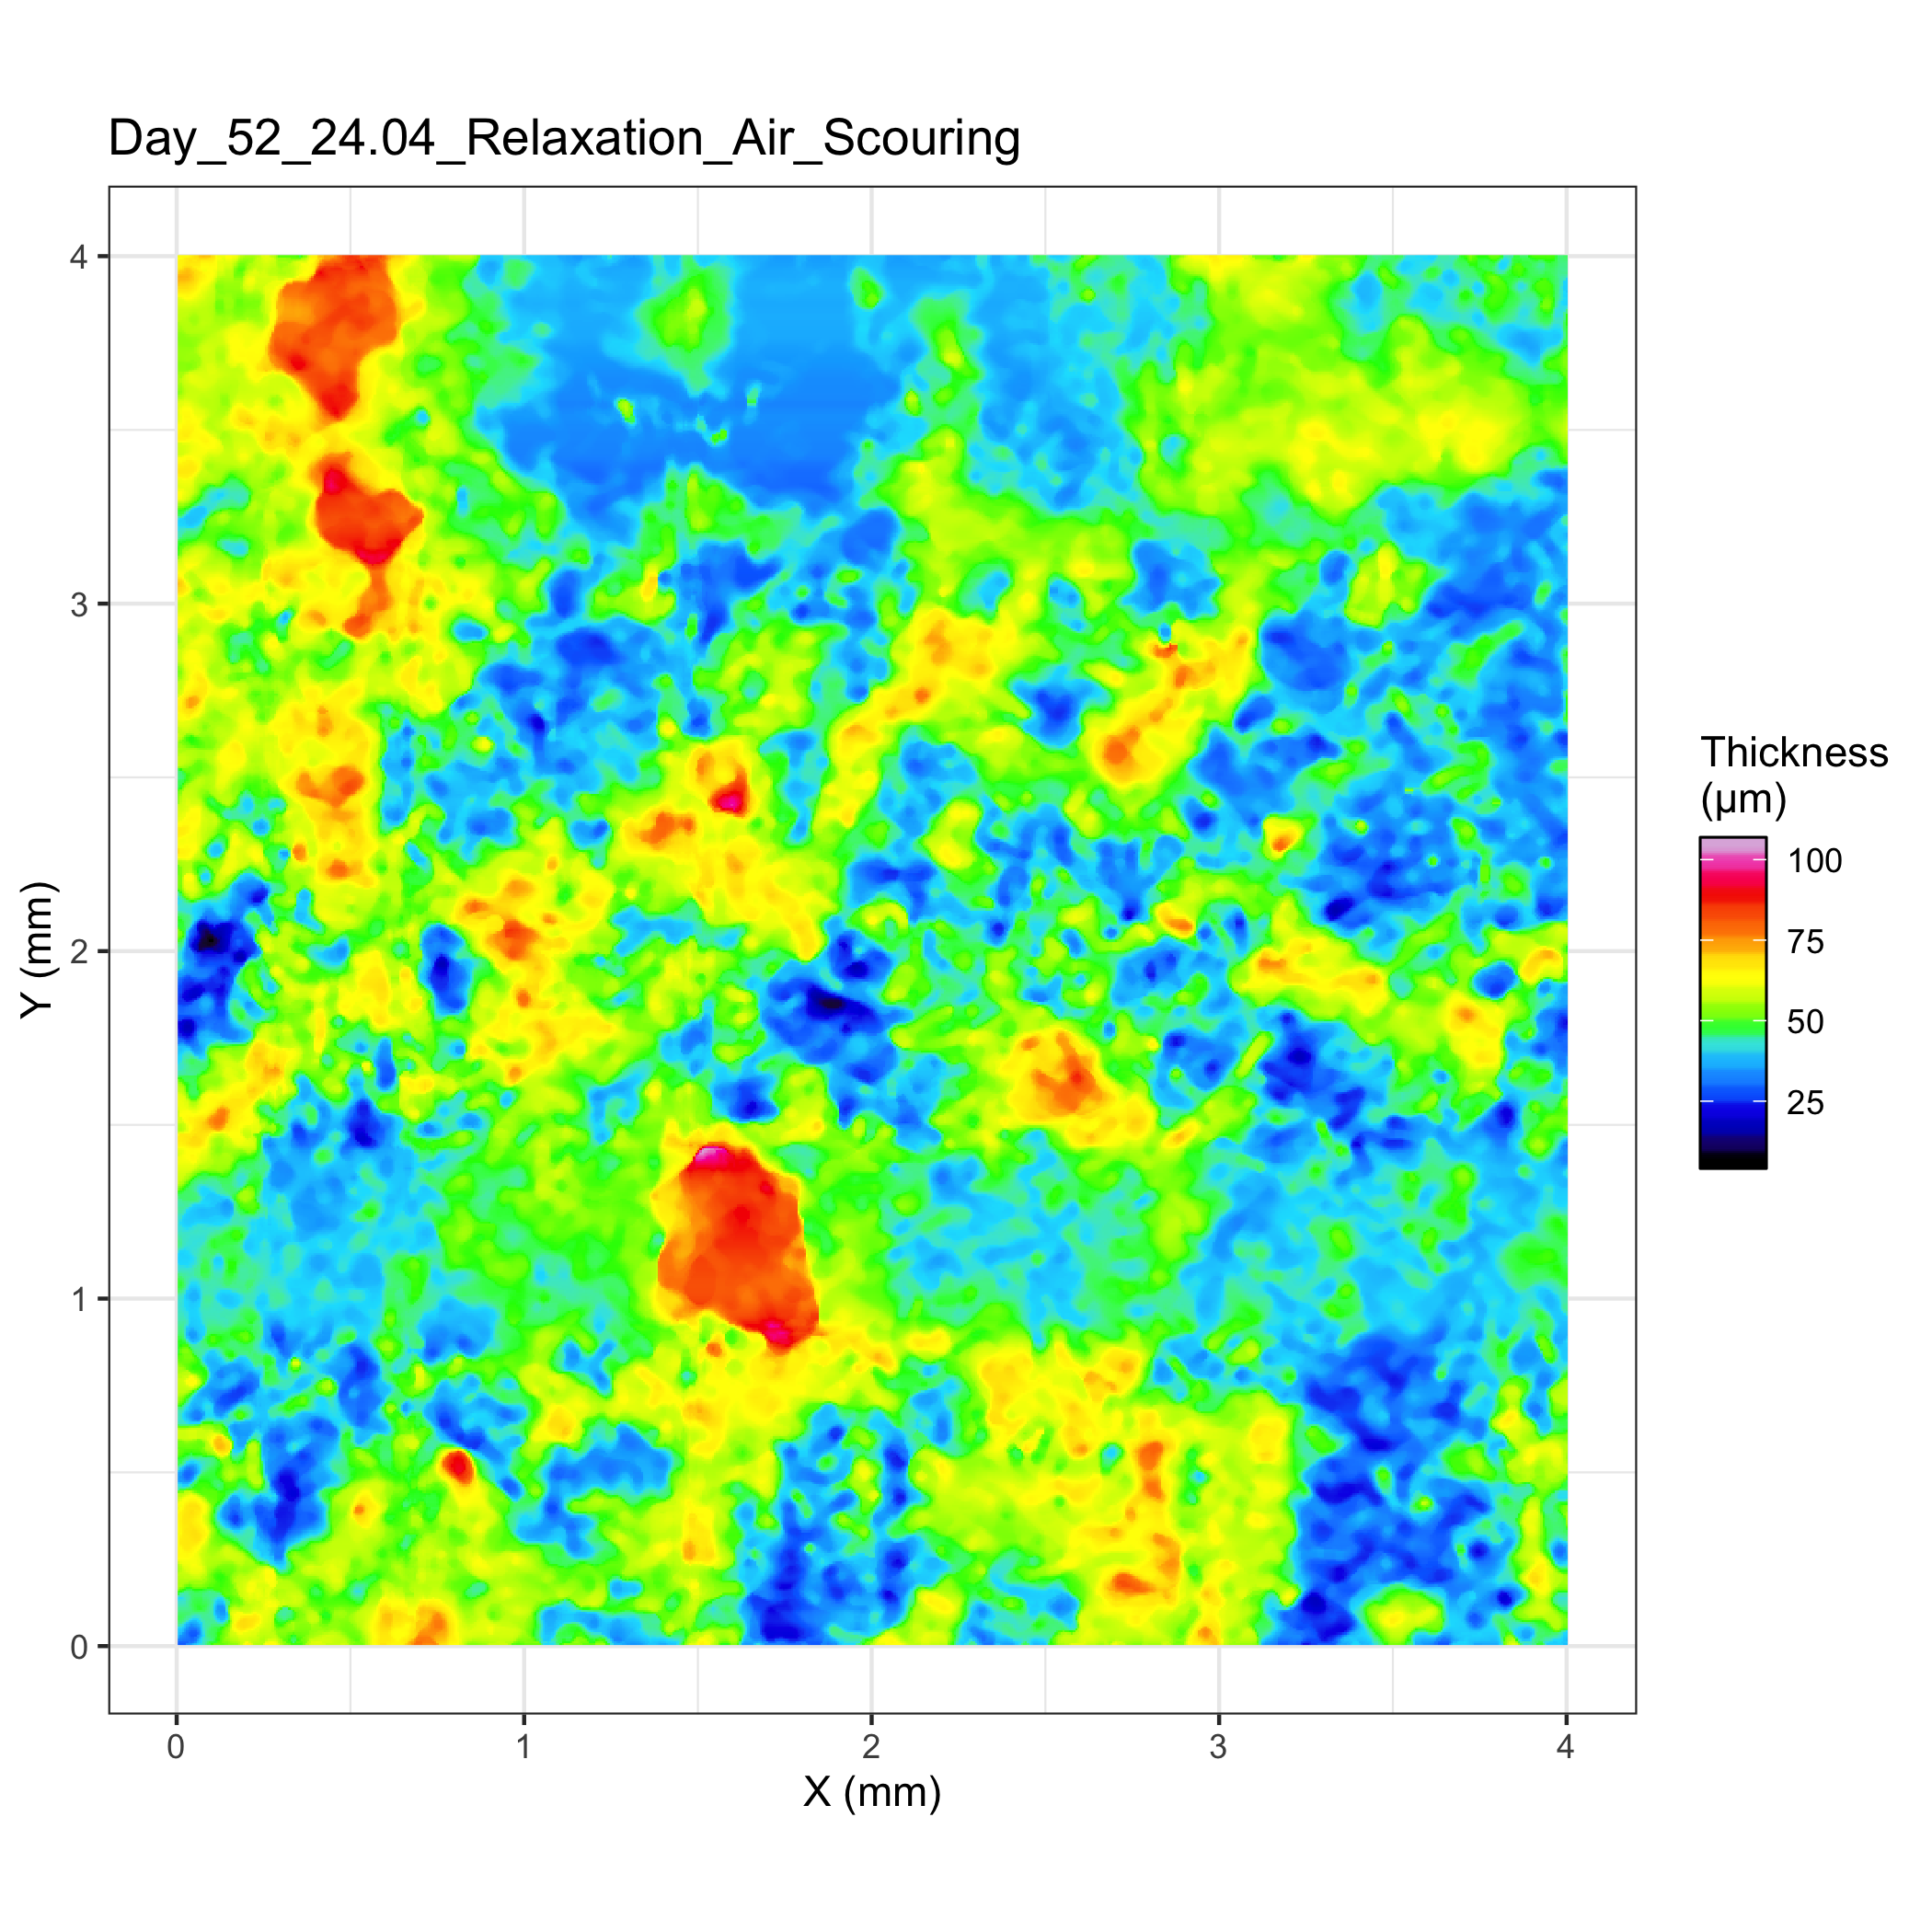 Day_52_24.04_Relaxation_Air_Scouring
4
3
2
1
0
Y (mm)
0 1 2 3 4
X (mm)
Thickness
(μm)
100
75
50
25